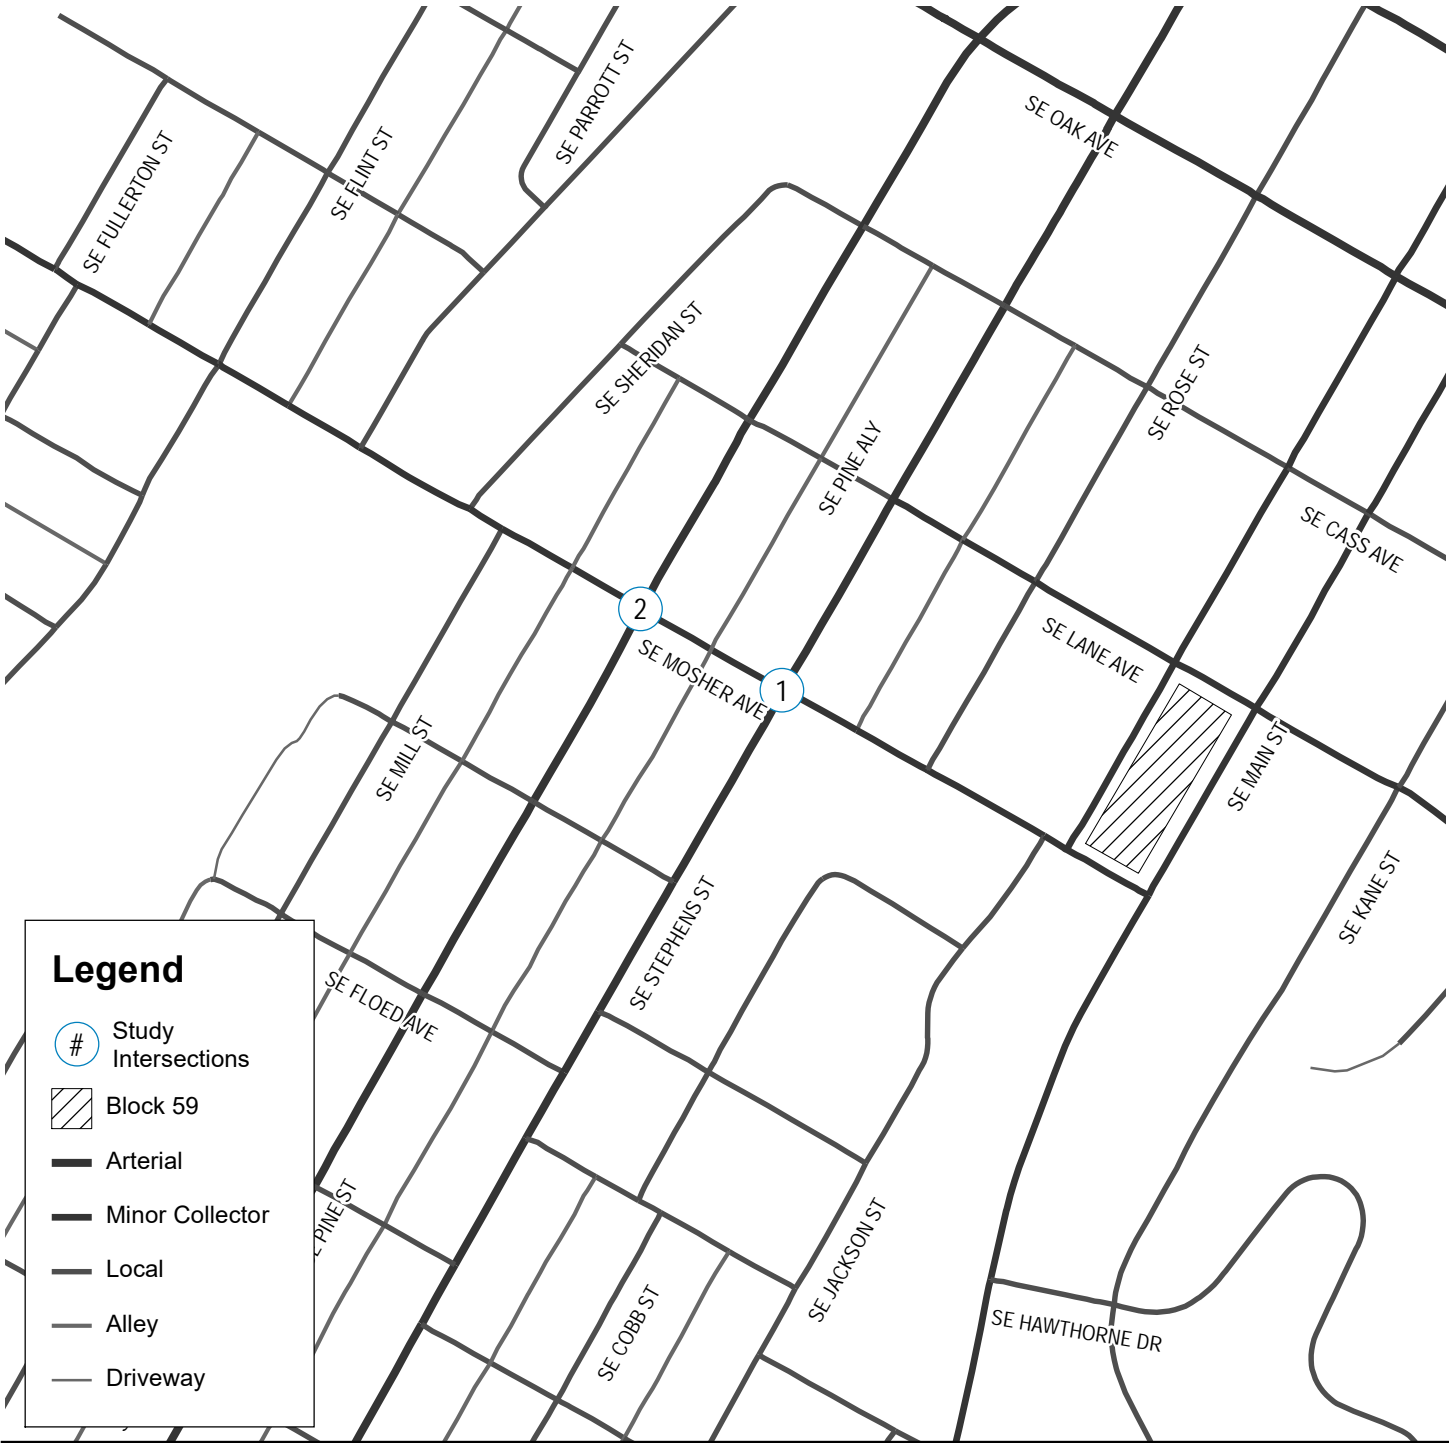 SE PARROTT ST
SE OAK AVE
SE FLINT ST
SE FULLERTON ST
SE SHERIDAN ST
SE ROSE ST
SE PINE ALY
SE CASS AVE
2
SE MOSHER AVE
1
SE LANE AVE
SE MILL ST
SE MAIN ST
SE STEPHENS ST
SE KANE ST
SE FLOED AVE
Legend
#
Study
Intersections
Block 59
Arterial
Minor Collector
Local
Alley
Driveway
E PINE ST
SE JACKSON ST
SE COBB ST
SE HAWTHORNE DR